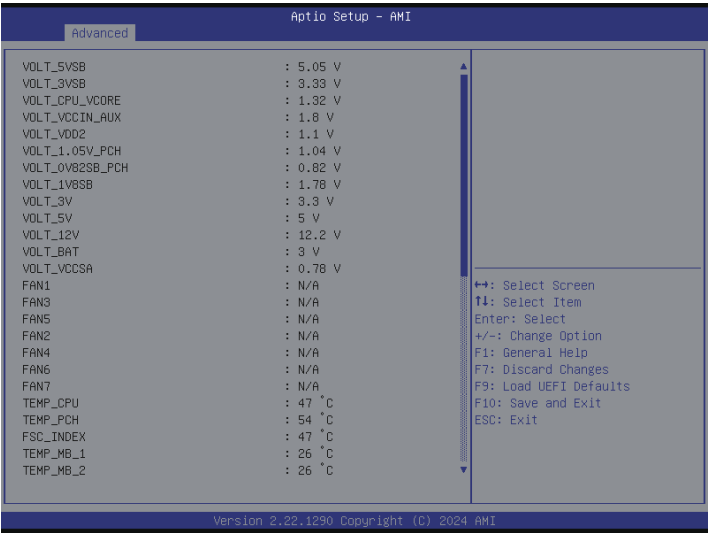 Aptio Setup – AMI
Advanced
VOLT_5VSB : 5.05 V
VOLT_3VSB : 3.33 V
VOLT_CPU_VCORE : 1.32 V
VOLT_VCCIN_AUX : 1.8 V
VOLT_VDD2 : 1.1 V
VOLT_1.05V_PCH : 1.04 V
VOLT_0V82SB_PCH : 0.82 V
VOLT_1V8SB : 1.78 V
VOLT_3V : 3.3 V
VOLT_5V : 5 V
VOLT_12V : 12.2 V
VOLT_BAT : 3 V
VOLT_VCCSA : 0.78 V
FAN1 : N/A
FAN3 : N/A
FAN5 : N/A
FAN2 : N/A
FAN4 : N/A
FAN6 : N/A
FAN7 : N/A
TEMP_CPU : 47 °C
TEMP_PCH : 54 °C
FSC_INDEX : 47 °C
TEMP_MB_1 : 26 °C
TEMP_MB_2 : 26 °C
↔: Select Screen
↑↓: Select Item
Enter: Select
+/-: Change Option
F1: General Help
F7: Discard Changes
F9: Load UEFI Defaults
F10: Save and Exit
ESC: Exit
Version 2.22.1290 Copyright (C) 2024 AMI